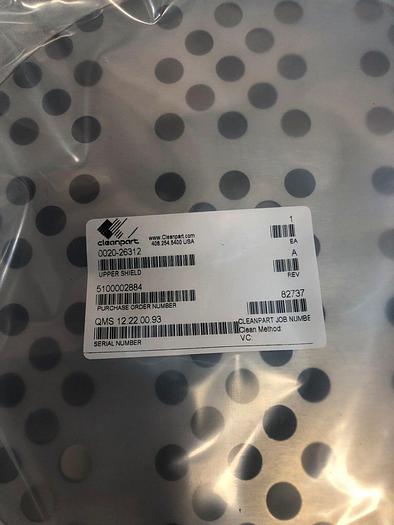 cleanpart
www.Cleanpart.com
408.254.5400 USA
1
EA
0020-26312
UPPER SHIELD
A
REV
5100002884
PURCHASE ORDER NUMBER
82737
CLEANPART JOB NUMBE
QMS 12.22.00.93
SERIAL NUMBER
Clean Method
V.C.